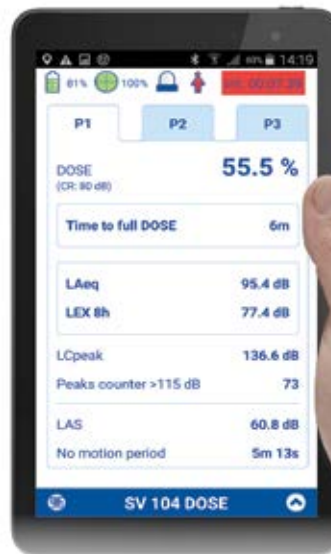 60% 14:19
81% 100%
P1 P2 P3
DOSE 55.5 %
(CR: 80 dB)
Time to full DOSE 6m
LAeq 95.4 dB
LEX 8h 77.4 dB
LCpeak 136.6 dB
Peaks counter >115 dB 73
LAS 60.8 dB
No motion period 5m 13s
SV 104 DOSE